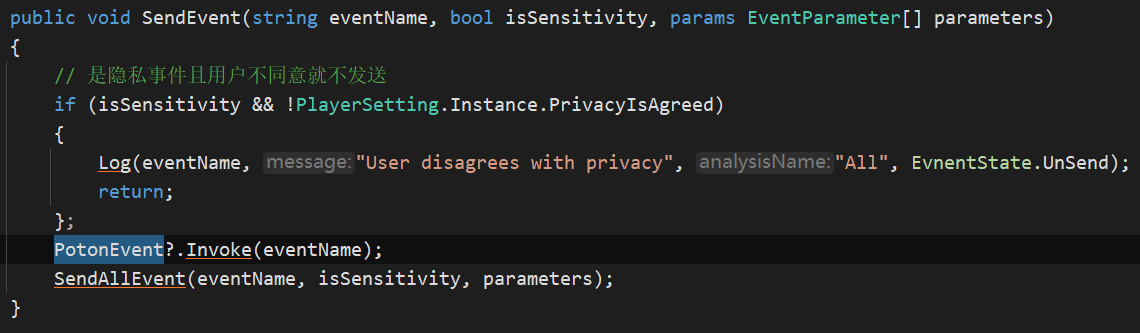 public void SendEvent(string eventName, bool isSensitivity, params EventParameter[] parameters)
{
// 是隐私事件且用户不同意就不发送
if (isSensitivity && !PlayerSetting.Instance.PrivacyIsAgreed)
{
Log(eventName, message:"User disagrees with privacy", analysisName:"All", EvnentState.UnSend);
return;
};
PotonEvent?.Invoke(eventName);
SendAllEvent(eventName, isSensitivity, parameters);
}